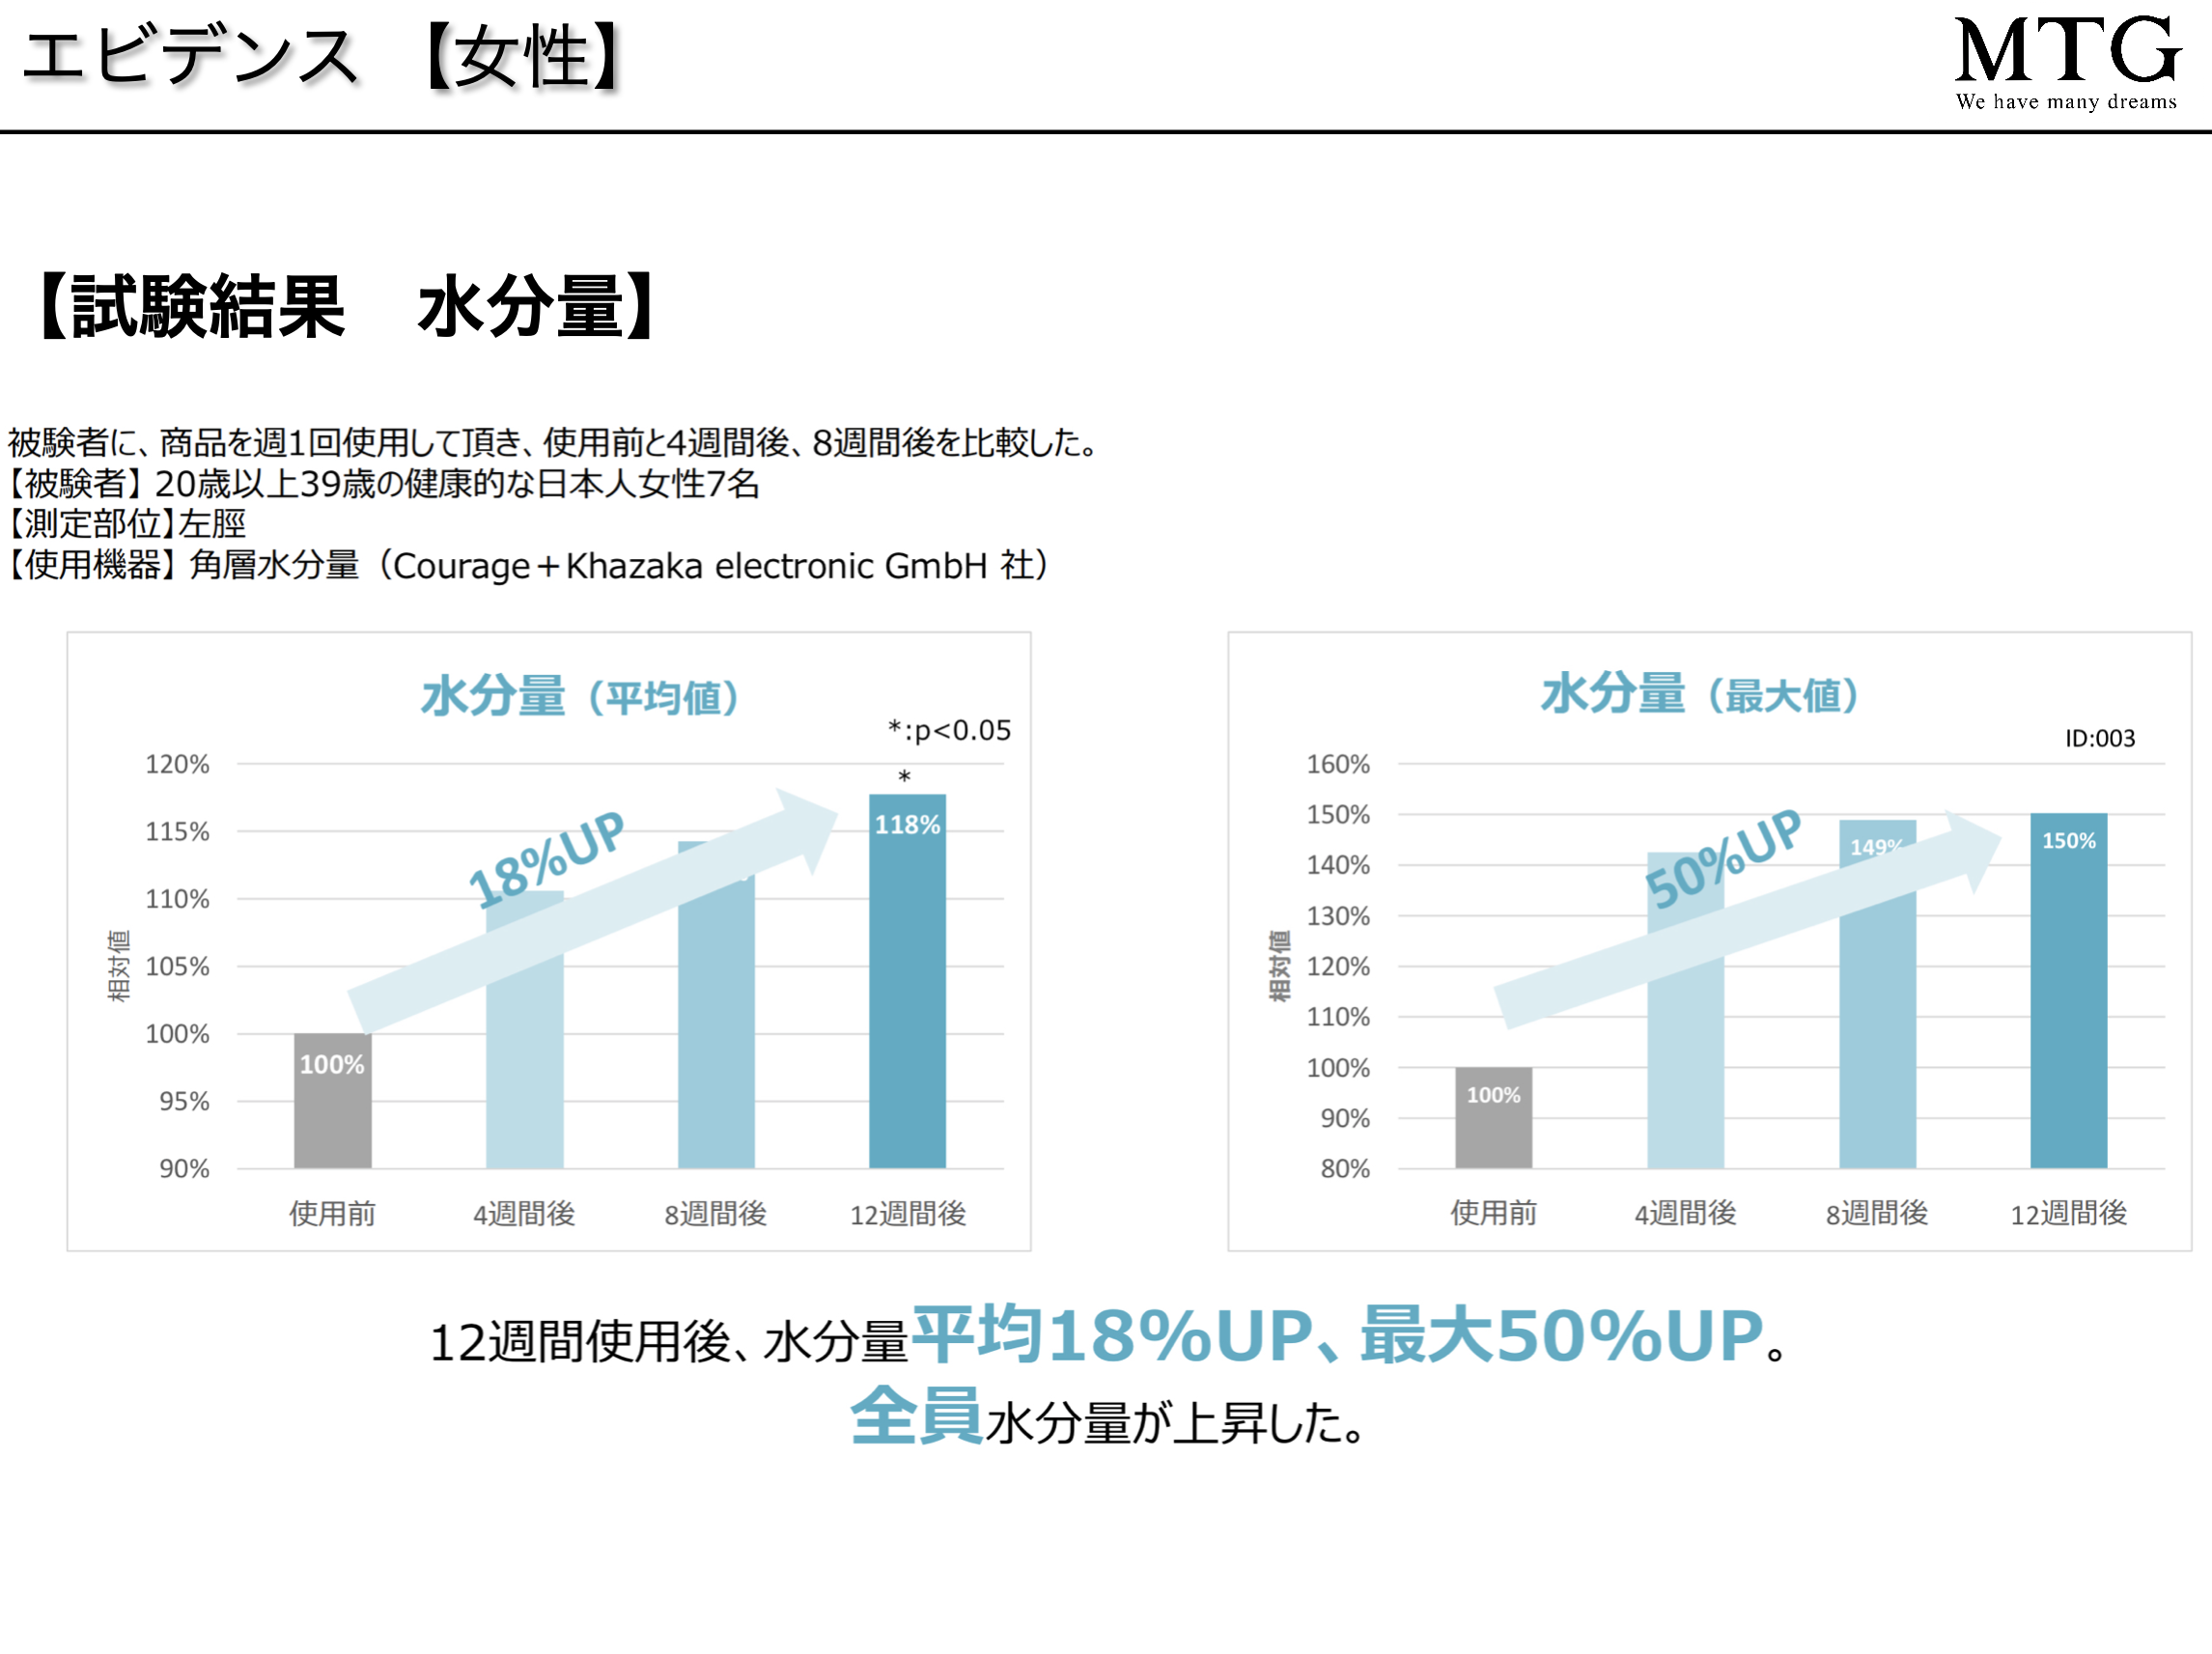 エビデンス 【女性】
MTG
We have many dreams
【試験結果　水分量】
被験者に、商品を週1回使用して頂き、使用前と4週間後、8週間後を比較した。
【被験者】 20歳以上39歳の健康的な日本人女性7名
【測定部位】左脛
【使用機器】 角層水分量（Courage＋Khazaka electronic GmbH 社）
水分量（平均値）
*:p<0.05
120%
115%
110%
105%
100%
95%
90%
相対値
18%UP
*
118%
100%
使用前
4週間後
8週間後
12週間後
水分量（最大値）
ID:003
160%
150%
140%
130%
120%
110%
100%
90%
80%
相対値
50%UP
149%
150%
100%
使用前
4週間後
8週間後
12週間後
12週間使用後、水分量平均18%UP、最大50%UP。
全員水分量が上昇した。